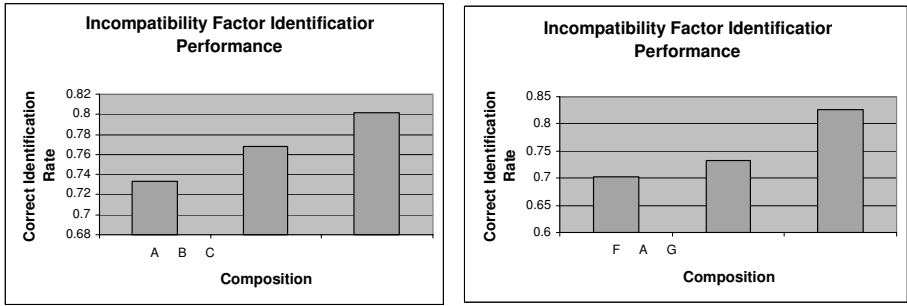 Incompatibility Factor Identificatior
Performance
Correct Identification
Rate
0.82
0.8
0.78
0.76
0.74
0.72
0.7
0.68
A B C
Composition
Incompatibility Factor Identificatior
Performance
Correct Identification
Rate
0.85
0.8
0.75
0.7
0.65
0.6
F A G
Composition